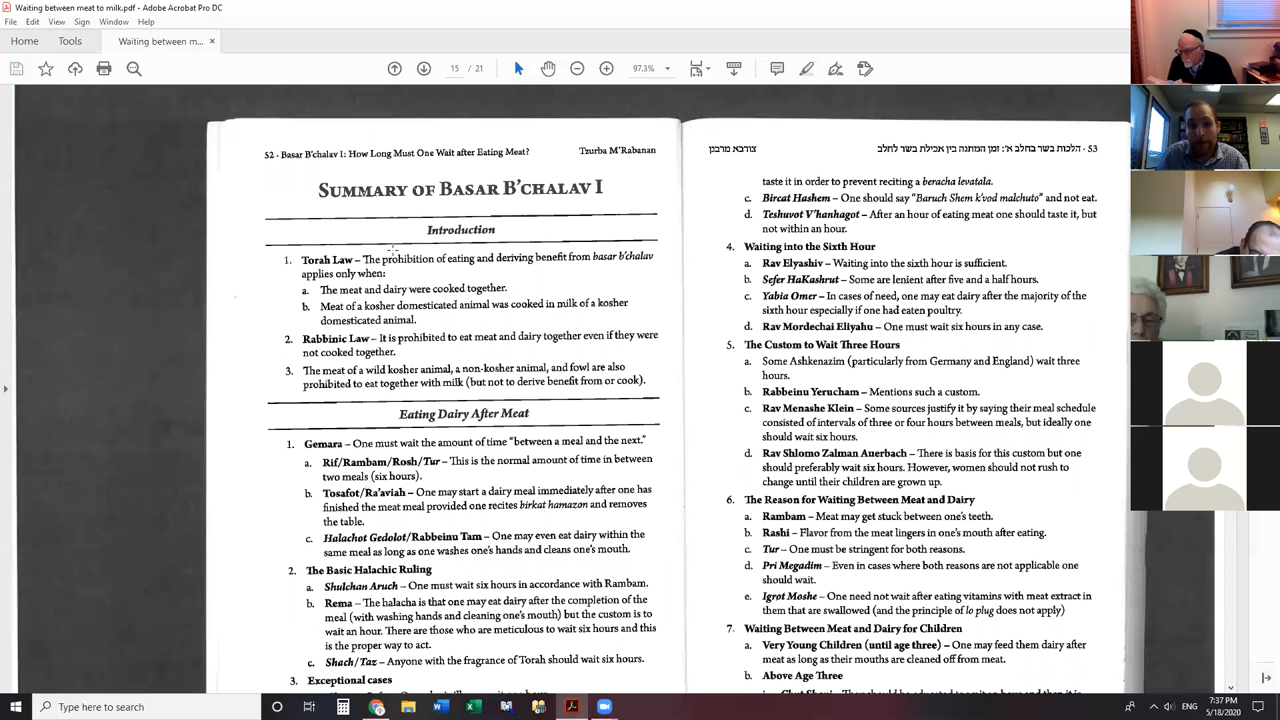 Waiting between meat to milk.pdf - Adobe Acrobat Pro DC
File Edit View Sign Window Help
Home Tools Waiting between m... ×
15 / 21 97.3%
52 · Basar B'chalav I: How Long Must One Wait after Eating Meat? Tzurba M'Rabanan
SUMMARY OF BASAR B'CHALAV I
Introduction
1. Torah Law – The prohibition of eating and deriving benefit from basar b'chalav
applies only when:
a. The meat and dairy were cooked together.
b. Meat of a kosher domesticated animal was cooked in milk of a kosher
domesticated animal.
2. Rabbinic Law – It is prohibited to eat meat and dairy together even if they were
not cooked together.
3. The meat of a wild kosher animal, a non-kosher animal, and fowl are also
prohibited to eat together with milk (but not to derive benefit from or cook).
Eating Dairy After Meat
1. Gemara – One must wait the amount of time "between a meal and the next."
a. Rif/Rambam/Rosh/Tur – This is the normal amount of time in between
two meals (six hours).
b. Tosafot/Ra'aviah – One may start a dairy meal immediately after one has
finished the meat meal provided one recites birkat hamazon and removes
the table.
c. Halachot Gedolot/Rabbeinu Tam – One may even eat dairy within the
same meal as long as one washes one's hands and cleans one's mouth.
2. The Basic Halachic Ruling
a. Shulchan Aruch – One must wait six hours in accordance with Rambam.
b. Rema – The halacha is that one may eat dairy after the completion of the
meal (with washing hands and cleaning one's mouth) but the custom is to
wait an hour. There are those who are meticulous to wait six hours and this
is the proper way to act.
c. Shach/Taz – Anyone with the fragrance of Torah should wait six hours.
3. Exceptional cases
צורבא מרבנן הלכות בשר בחלב א': זמן המתנה בין אכילת בשר לחלב · 53
taste it in order to prevent reciting a beracha levatala.
c. Bircat Hashem – One should say "Baruch Shem k'vod malchuto" and not eat.
d. Teshuvot V'hanhagot – After an hour of eating meat one should taste it, but
not within an hour.
4. Waiting into the Sixth Hour
a. Rav Elyashiv – Waiting into the sixth hour is sufficient.
b. Sefer HaKashrut – Some are lenient after five and a half hours.
c. Yabia Omer – In cases of need, one may eat dairy after the majority of the
sixth hour especially if one had eaten poultry.
d. Rav Mordechai Eliyahu – One must wait six hours in any case.
5. The Custom to Wait Three Hours
a. Some Ashkenazim (particularly from Germany and England) wait three
hours.
b. Rabbeinu Yerucham – Mentions such a custom.
c. Rav Menashe Klein – Some sources justify it by saying their meal schedule
consisted of intervals of three or four hours between meals, but ideally one
should wait six hours.
d. Rav Shlomo Zalman Auerbach – There is basis for this custom but one
should preferably wait six hours. However, women should not rush to
change until their children are grown up.
6. The Reason for Waiting Between Meat and Dairy
a. Rambam – Meat may get stuck between one's teeth.
b. Rashi – Flavor from the meat lingers in one's mouth after eating.
c. Tur – One must be stringent for both reasons.
d. Pri Megadim – Even in cases where both reasons are not applicable one
should wait.
e. Igrot Moshe – One need not wait after eating vitamins with meat extract in
them that are swallowed (and the principle of lo plug does not apply)
7. Waiting Between Meat and Dairy for Children
a. Very Young Children (until age three) – One may feed them dairy after
meat as long as their mouths are cleaned off from meat.
b. Above Age Three
Type here to search
ENG
7:37 PM
5/18/2020